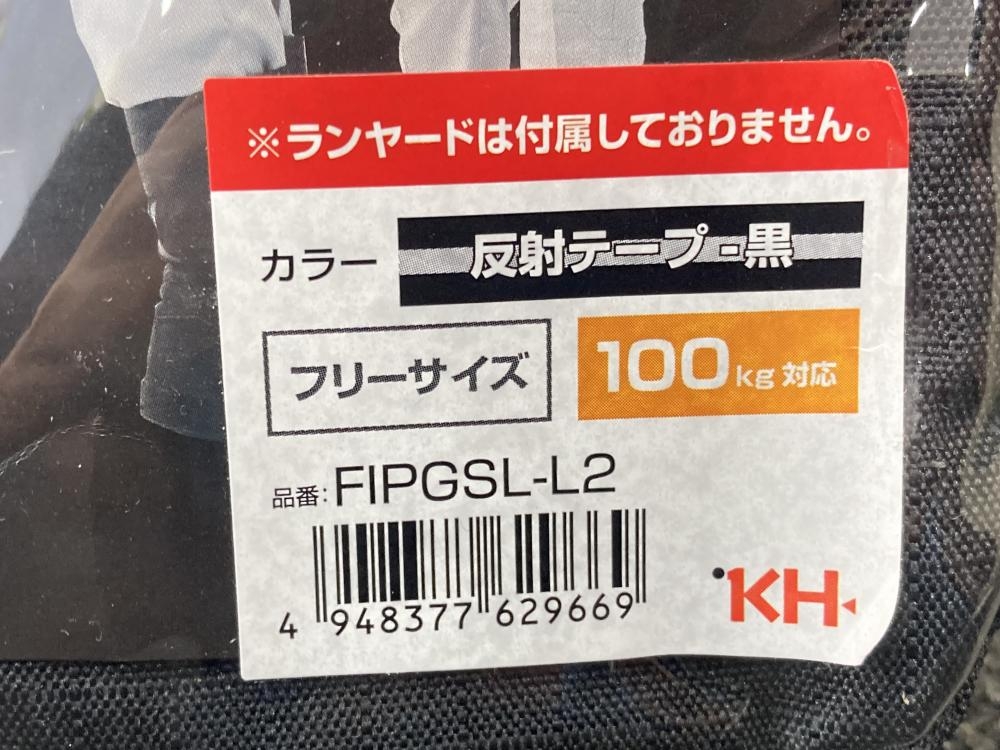 ※ランヤードは付属しておりません。
カラー 反射テープ-黒
フリーサイズ 100kg対応
品番:FIPGSL-L2
4 948377 629669
KH